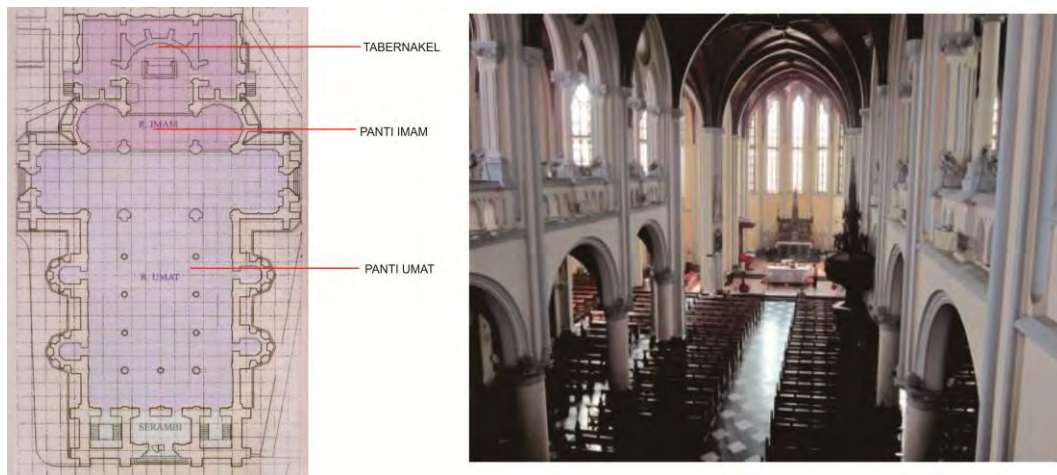 TABERNAKEL
R. IMAM
PANTI IMAM
R. UMAT
PANTI UMAT
SERAMBI